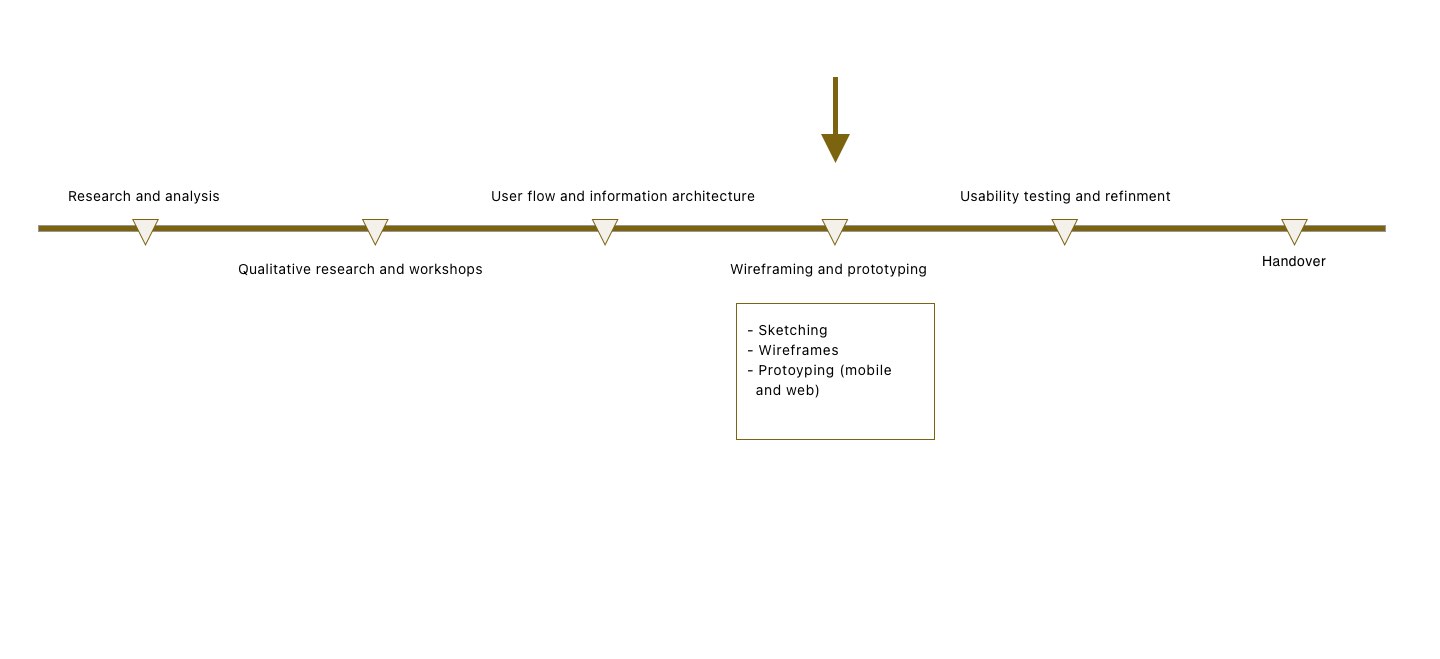 Research and analysis
Qualitative research and workshops
User flow and information architecture
Wireframing and prototyping
- Sketching
- Wireframes
- Protoyping (mobile
and web)
Usability testing and refinment
Handover